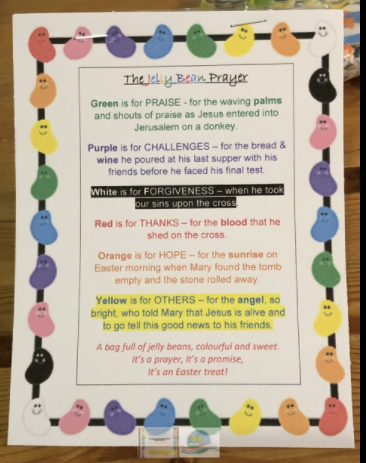 The Jelly Bean Prayer
Green is for PRAISE - for the waving palms
and shouts of praise as Jesus entered into
Jerusalem on a donkey.
Purple is for CHALLENGES – for the bread &
wine he poured at his last supper with his
friends before he faced his final test.
White is for FORGIVENESS – when he took
our sins upon the cross.
Red is for THANKS – for the blood that he
shed on the cross.
Orange is for HOPE – for the sunrise on
Easter morning when Mary found the tomb
empty and the stone rolled away.
Yellow is for OTHERS – for the angel, so
bright, who told Mary that Jesus is alive and
to go tell this good news to his friends.
A bag full of jelly beans, colourful and sweet.
It's a prayer, it's a promise,
It's an Easter treat!